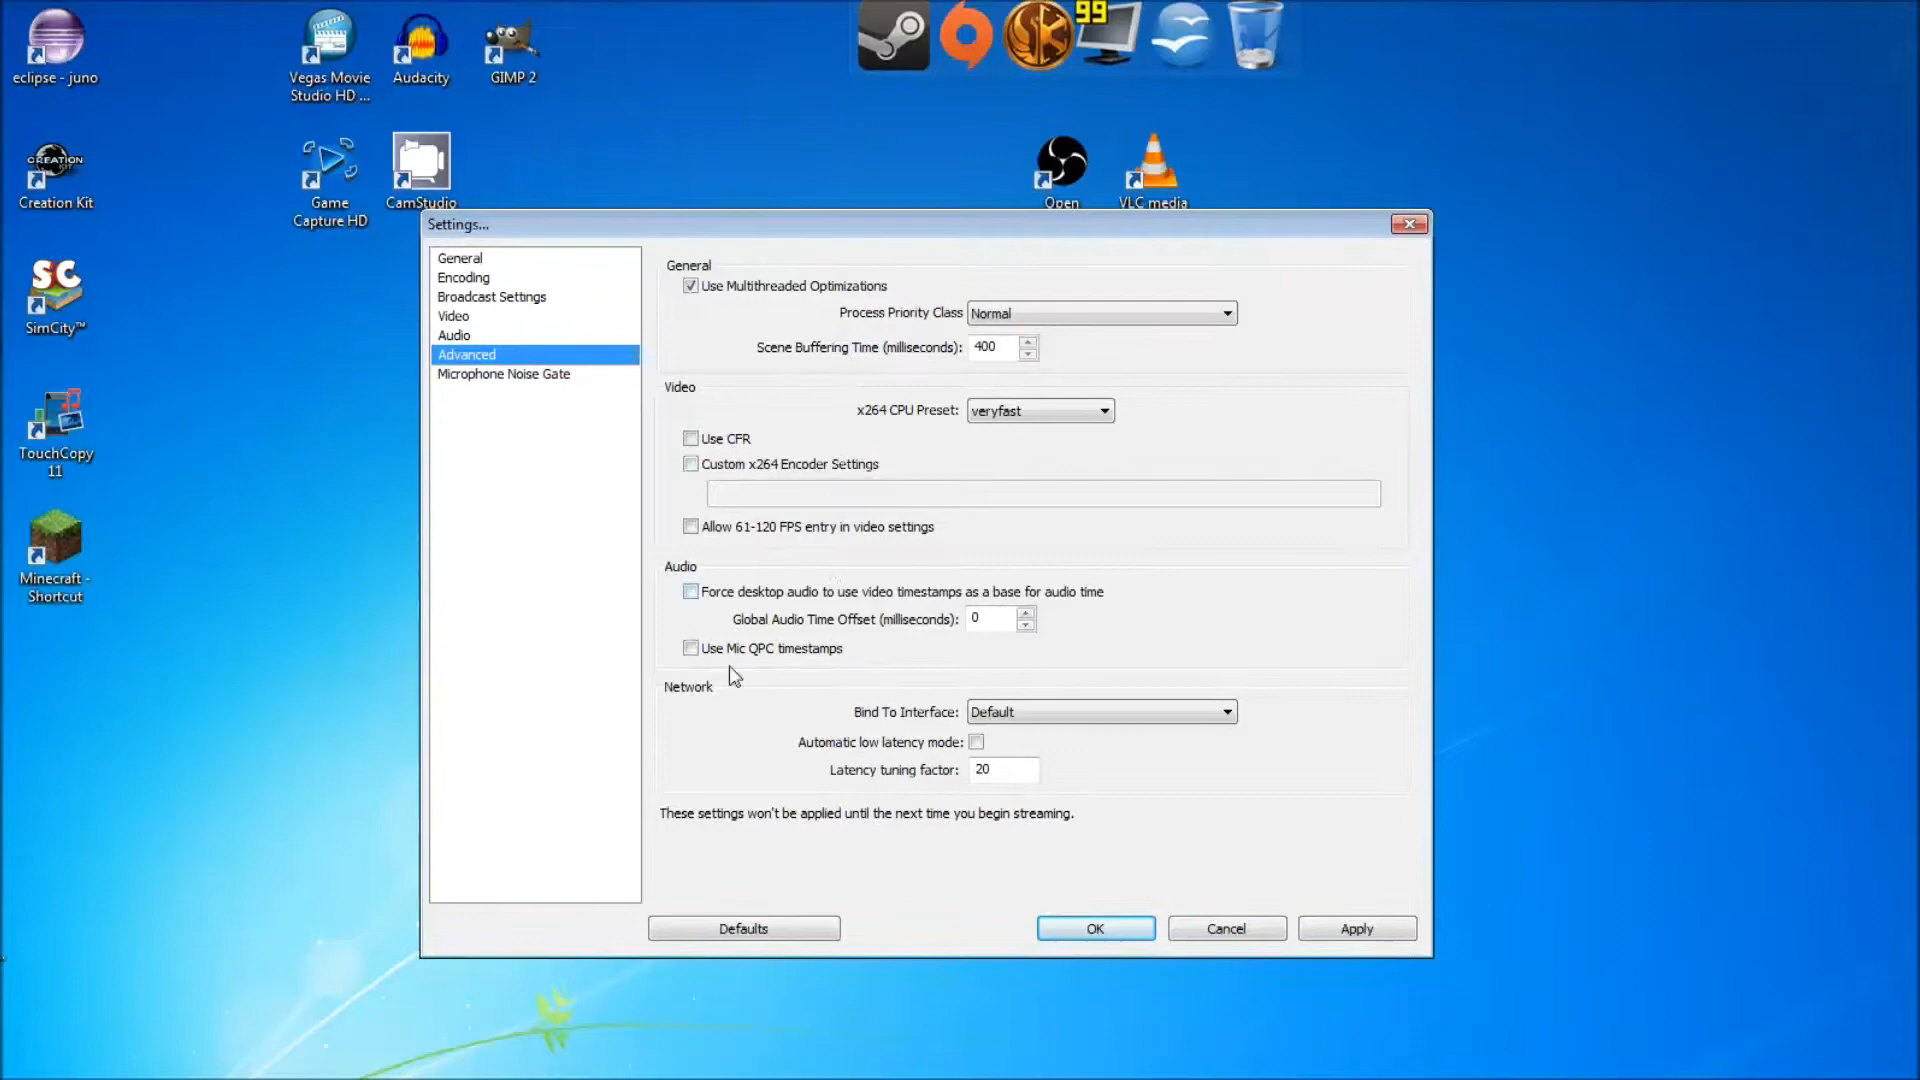 99
eclipse - juno
Vegas Movie
Studio HD ...
Audacity
GIMP 2
CREATION
KIT
Creation Kit
Game
Capture HD
CamStudio
Open
VLC media
SC
SimCity™
TouchCopy
11
Minecraft -
Shortcut
Settings...
General
Encoding
Broadcast Settings
Video
Audio
Advanced
Microphone Noise Gate
General
Use Multithreaded Optimizations
Process Priority Class Normal
Scene Buffering Time (milliseconds): 400
Video
x264 CPU Preset: veryfast
Use CFR
Custom x264 Encoder Settings
Allow 61-120 FPS entry in video settings
Audio
Force desktop audio to use video timestamps as a base for audio time
Global Audio Time Offset (milliseconds): 0
Use Mic QPC timestamps
Network
Bind To Interface: Default
Automatic low latency mode:
Latency tuning factor: 20
These settings won't be applied until the next time you begin streaming.
Defaults
OK
Cancel
Apply